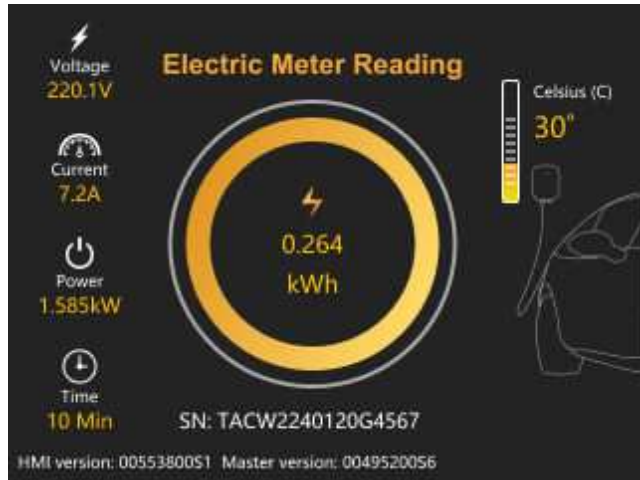 Electric Meter Reading
Voltage
220.1V
Current
7.2A
Power
1.585kW
Time
10 Min
0.264
kWh
Celsius (C)
30°
SN: TACW2240120G4567
HMI version: 00553800S1 Master version: 00495200S6